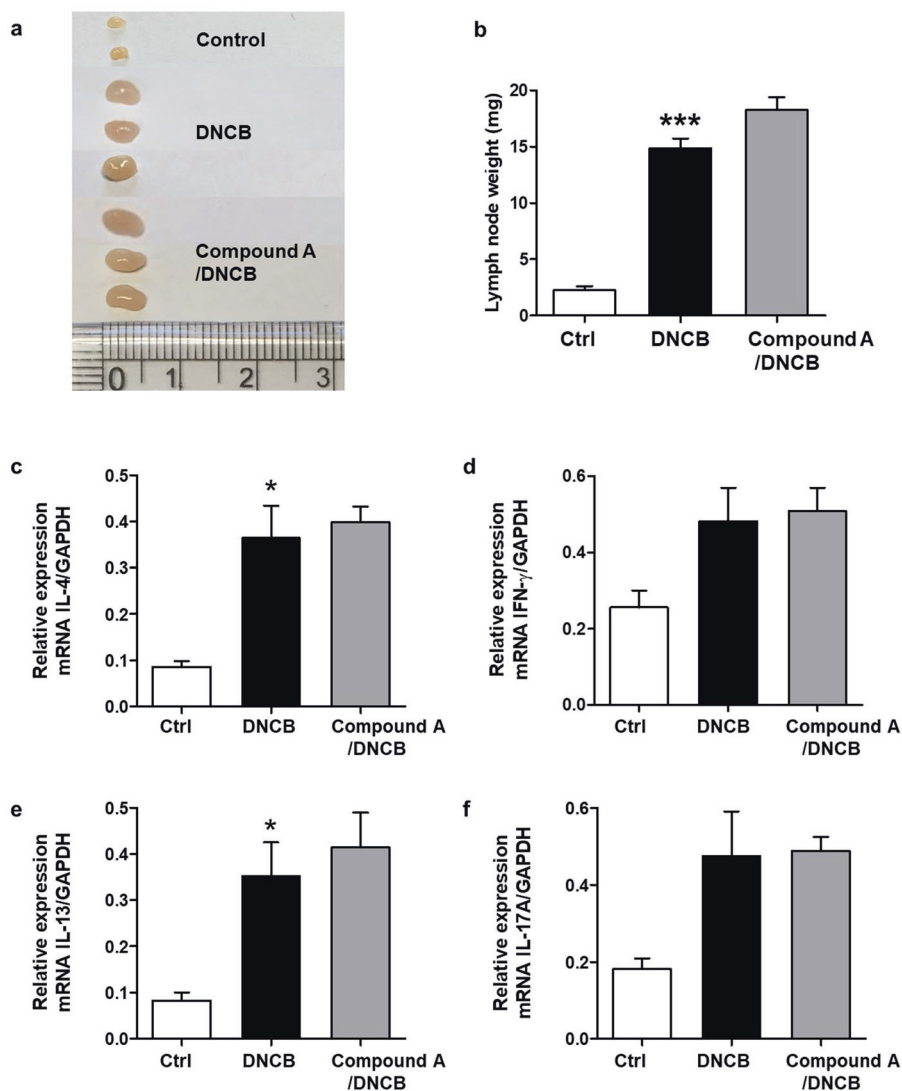 a
Control
DNCB
Compound A
/DNCB
0 1 2 3
b
Lymph node weight (mg)
20
15
10
5
0
***
Ctrl DNCB Compound A
/DNCB
c
Relative expression
mRNA IL-4/GAPDH
0.5
0.4
0.3
0.2
0.1
0.0
*
Ctrl DNCB Compound A
/DNCB
d
Relative expression
mRNA IFN-γ/GAPDH
0.6
0.4
0.2
0.0
Ctrl DNCB Compound A
/DNCB
e
Relative expression
mRNA IL-13/GAPDH
0.5
0.4
0.3
0.2
0.1
0.0
*
Ctrl DNCB Compound A
/DNCB
f
Relative expression
mRNA IL-17A/GAPDH
0.6
0.4
0.2
0.0
Ctrl DNCB Compound A
/DNCB